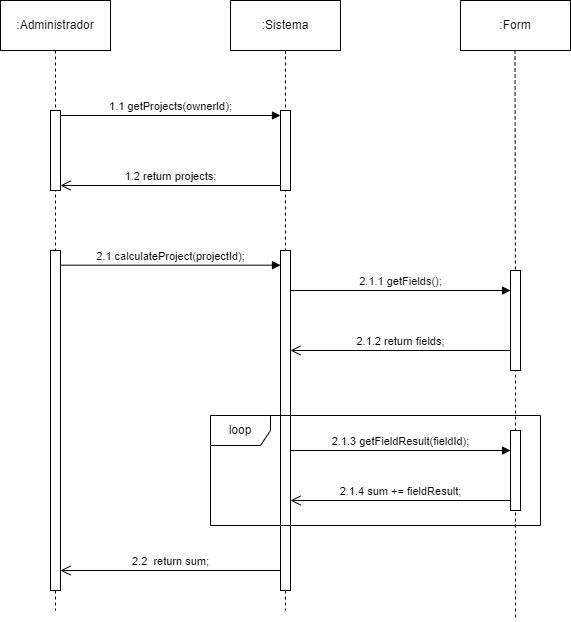 :Administrador
:Sistema
:Form
1.1 getProjects(ownerId);
1.2 return projects;
2.1 calculateProject(projectId);
2.1.1 getFields();
2.1.2 return fields;
loop
2.1.3 getFieldResult(fieldId);
2.1.4 sum += fieldResult;
2.2 return sum;